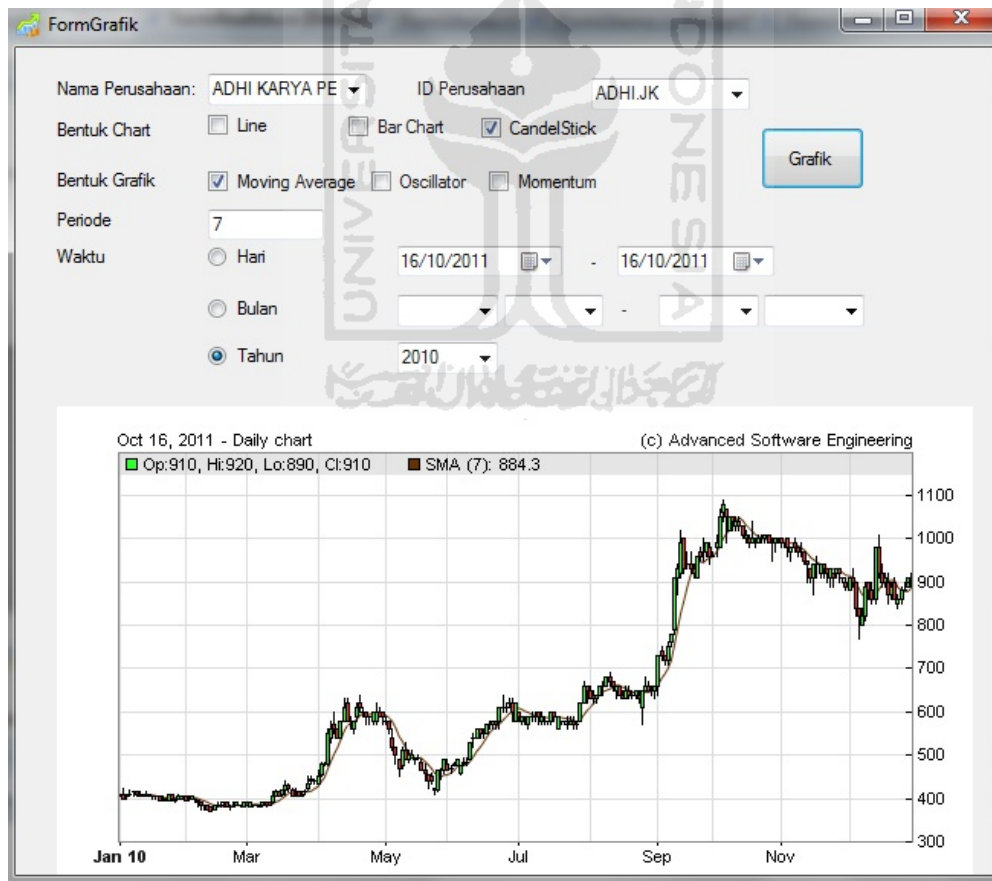 FormGrafik
Nama Perusahaan: ADHI KARYA PE ID Perusahaan ADHI.JK
Bentuk Chart Line Bar Chart CandelStick
Grafik
Bentuk Grafik Moving Average Oscillator Momentum
Periode 7
Waktu Hari 16/10/2011 - 16/10/2011
Bulan -
Tahun 2010
Oct 16, 2011 - Daily chart (c) Advanced Software Engineering
Op:910, Hi:920, Lo:890, Cl:910 SMA (7): 884.3
1100
1000
900
800
700
600
500
400
300
Jan 10 Mar May Jul Sep Nov